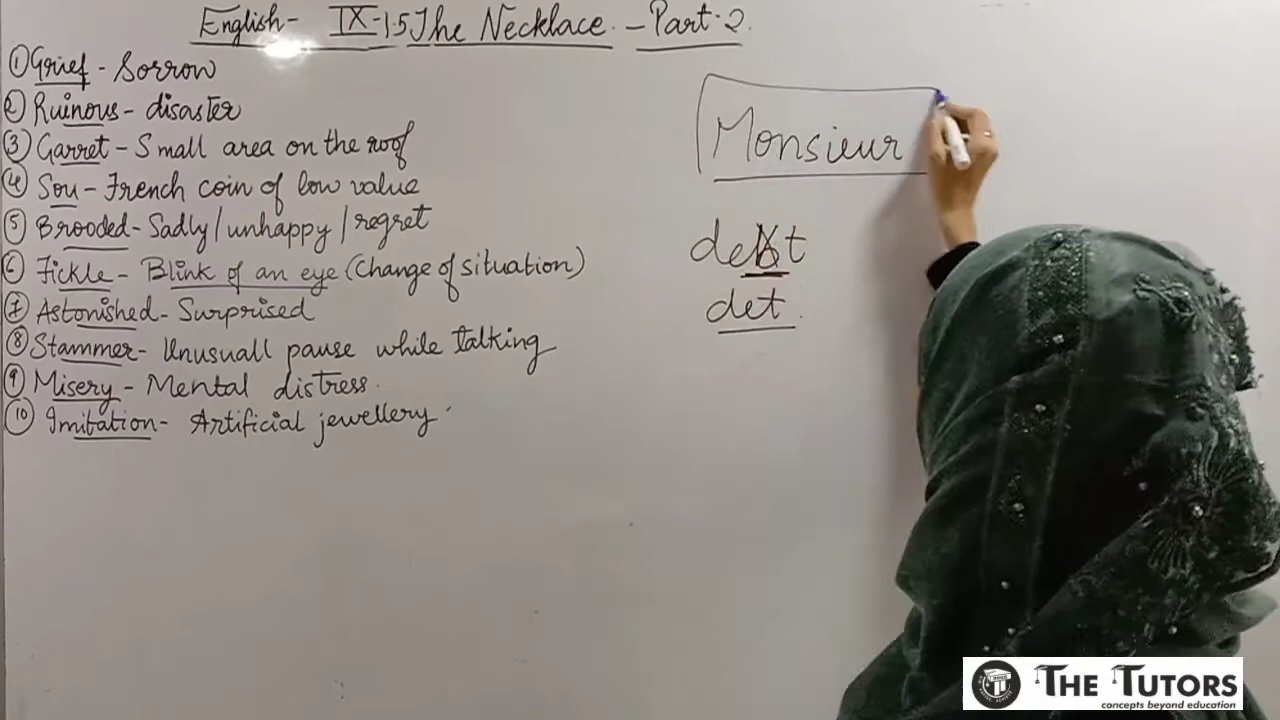 English- IX-1.5 The Necklace. - Part-2.
① Grief - Sorrow
② Ruinous - disaster
③ Garret - Small area on the roof
④ Sou - French coin of low value
⑤ Brooded - Sadly/unhappy/regret
⑥ Fickle - Blink of an eye (Change of situation)
⑦ Astonished - Surprised
⑧ Stammer - Unusuall pause while talking
⑨ Misery - Mental distress.
⑩ Imitation - Artificial jewellery.
Monsieur
debt
det.
THE TUTORS
concepts beyond education